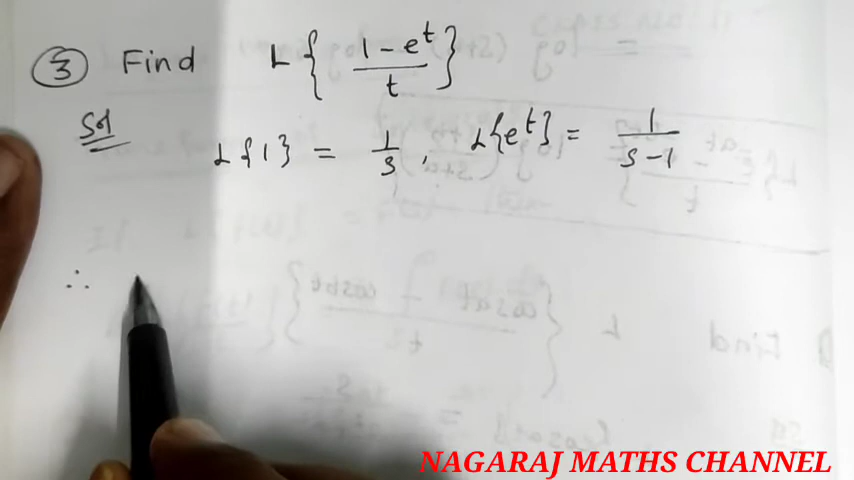 ③ Find L{ (1 - e^t) / t }
Sol
L{1} = 1/s, L{e^t} = 1/(s-1)
∴
NAGARAJ MATHS CHANNEL